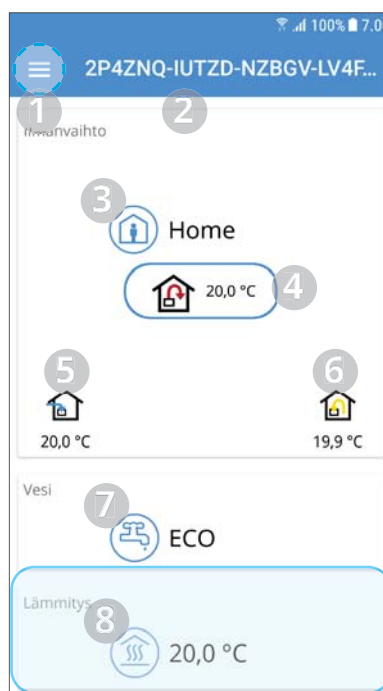 100% 7.0
2P4ZNQ-IUTZD-NZBGV-LV4F...
1
2
Ilmanvaihto
3
Home
20,0 °C
4
5
6
20,0 °C
19,9 °C
Vesi
7
ECO
Lämmitys
8
20,0 °C